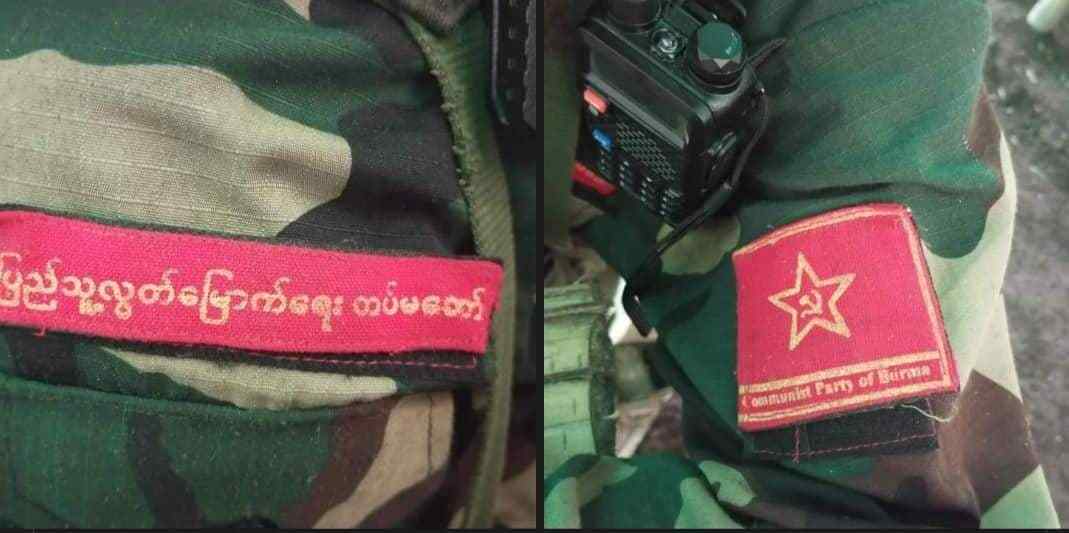 ပြည်သူ့လွတ်မြောက်ရေး တပ်မတော်
Communist Party of Burma